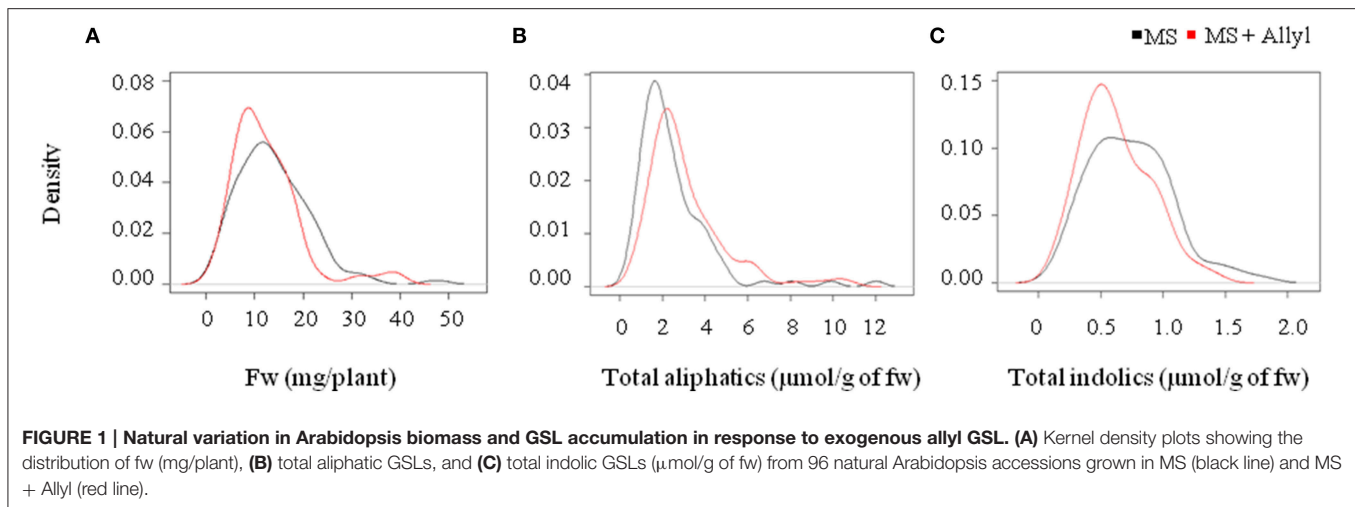 A
B
C
MS MS + Allyl
Density
0.08
0.06
0.04
0.02
0.00
0 10 20 30 40 50
Fw (mg/plant)
0.04
0.03
0.02
0.01
0.00
0 2 4 6 8 10 12
Total aliphatics (μmol/g of fw)
0.15
0.10
0.05
0.00
0 0.5 1.0 1.0 2.0
Total indolics (μmol/g of fw)
FIGURE 1 | Natural variation in Arabidopsis biomass and GSL accumulation in response to exogenous allyl GSL. (A) Kernel density plots showing the
distribution of fw (mg/plant), (B) total aliphatic GSLs, and (C) total indolic GSLs (μmol/g of fw) from 96 natural Arabidopsis accessions grown in MS (black line) and MS
+ Allyl (red line).